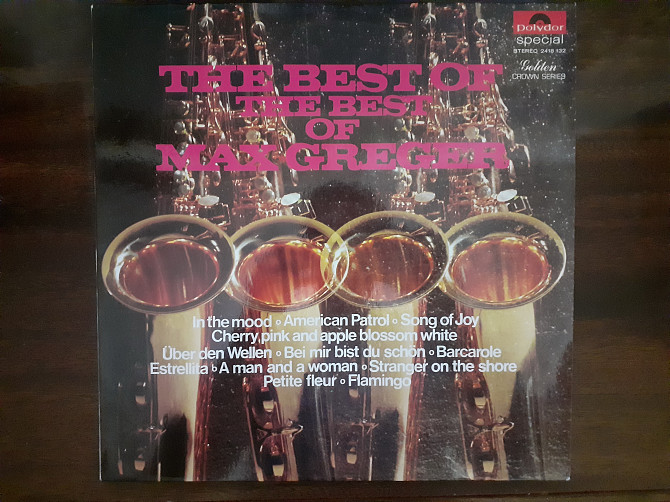 Polydor
special
STEREO 2418 122
Golden
CROWN SERIES
THE BEST OF
THE BEST
OF
MAX GREGER
In the mood ∘ American Patrol ∘ Song of Joy
Cherry, pink and apple blossom white
Über den Wellen ∘ Bei mir bist du schön ∘ Barcarole
Estrellita ∘ A man and a woman ∘ Stranger on the shore
Petite fleur ∘ Flamingo